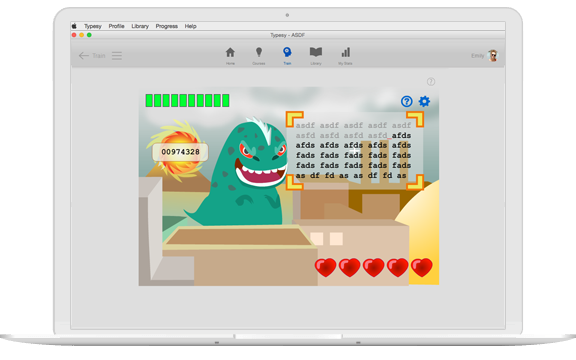 Typesy Profile Library Progress Help
Typesy - ASDF
Train
Home Courses Train Library My Stats
Emily
00974328
asdf asdf asdf asdf asdf
asfd asfd asfd asfd afds
afds afds afds afds afds
fads fads fads fads fads
fads fads fads fads fads
as df fd as as df fd as